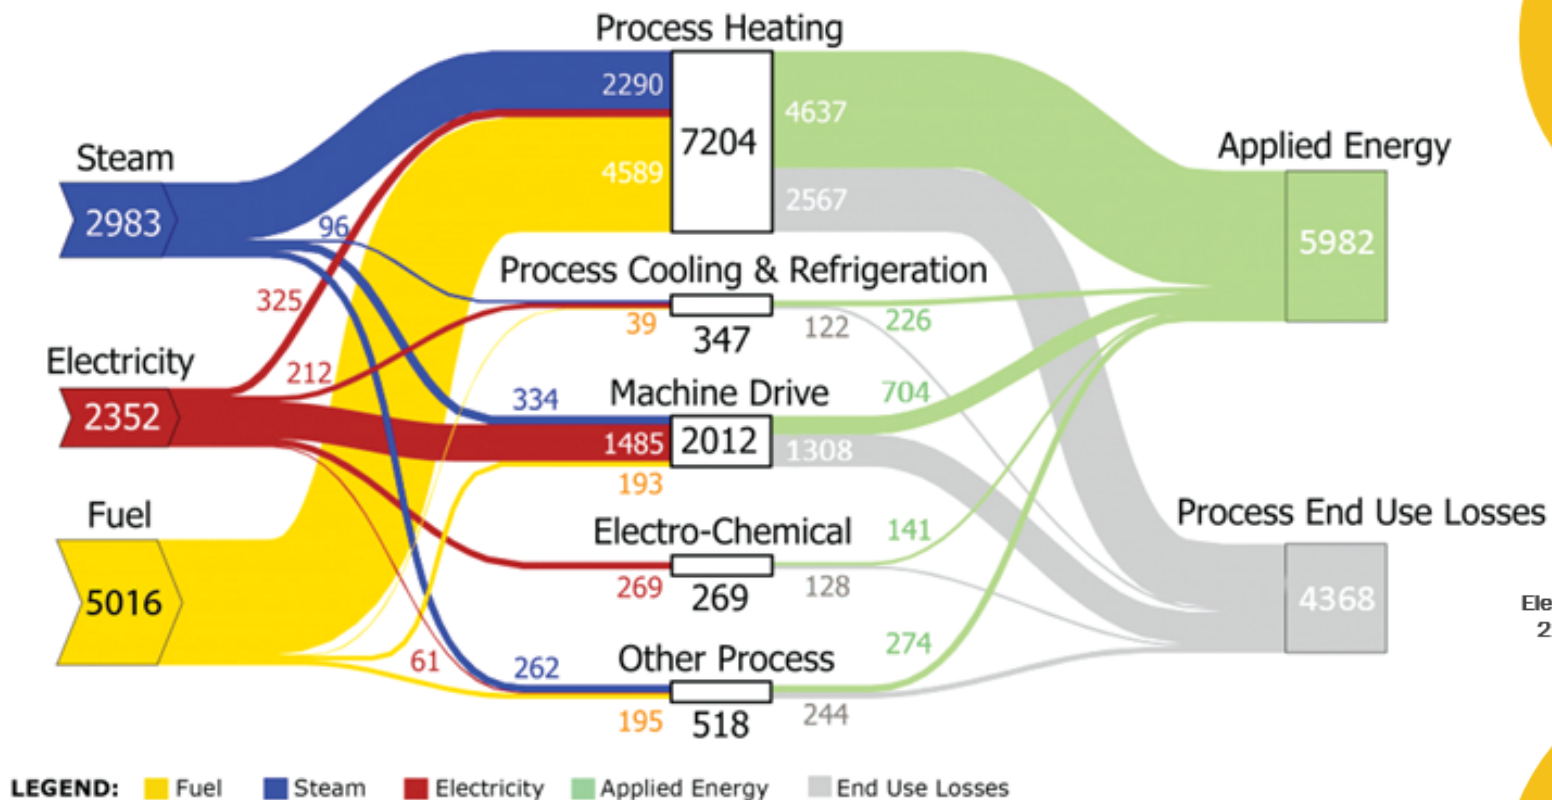 Process Heating
2290
4637
7204
4589
2567
Steam
2983
96
Applied Energy
5982
Process Cooling & Refrigeration
325
39
347
122
226
Electricity
2352
212
Machine Drive
334
704
1485
2012
1308
193
Fuel
5016
Electro-Chemical
141
269
269
128
Process End Use Losses
4368
Ele
2
61
262
Other Process
274
195
518
244
LEGEND: Fuel Steam Electricity Applied Energy End Use Losses